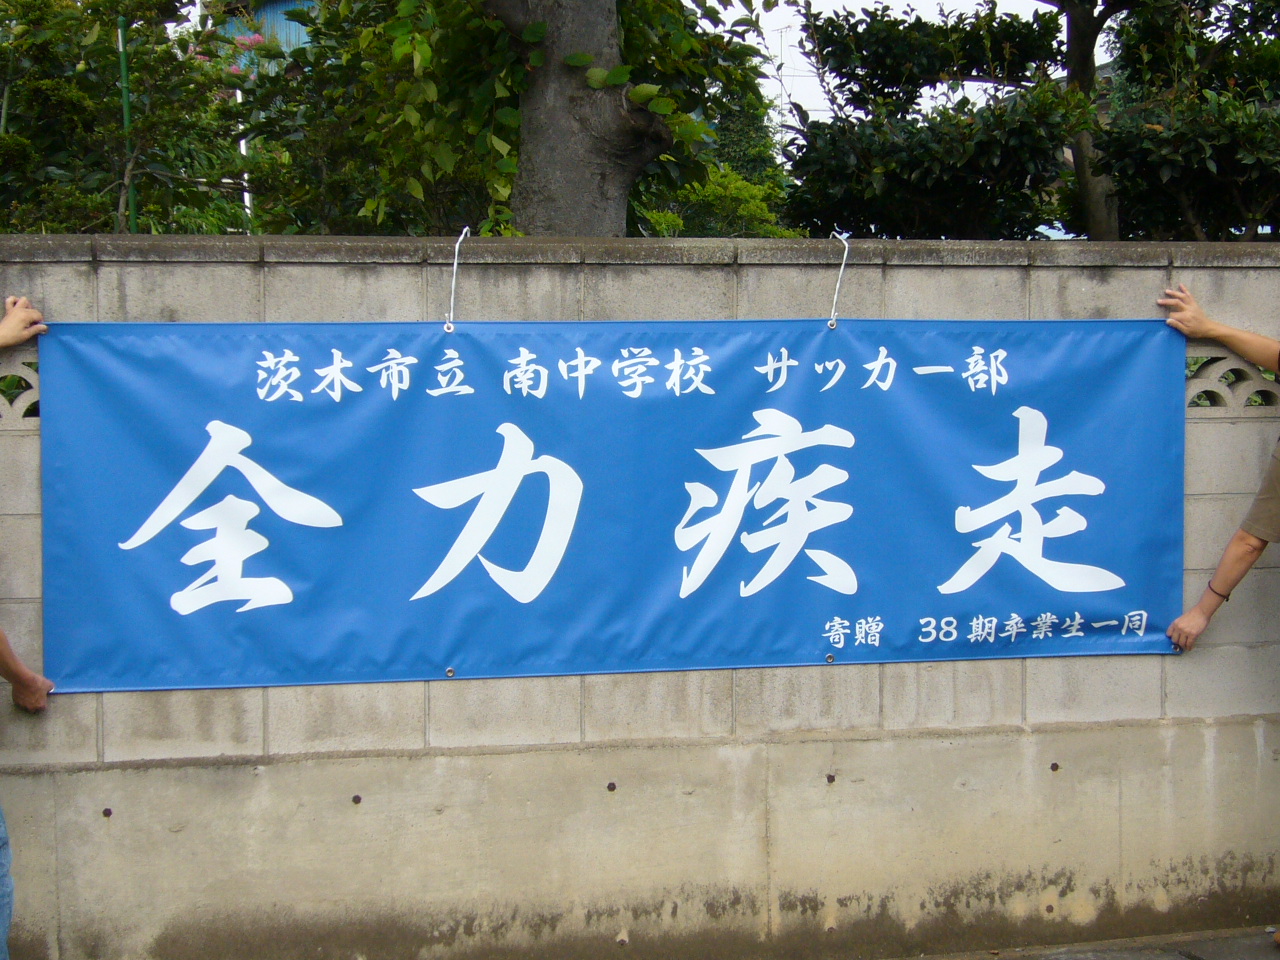 茨木市立 南中学校 サッカー部
全力疾走
寄贈 38期卒業生一同